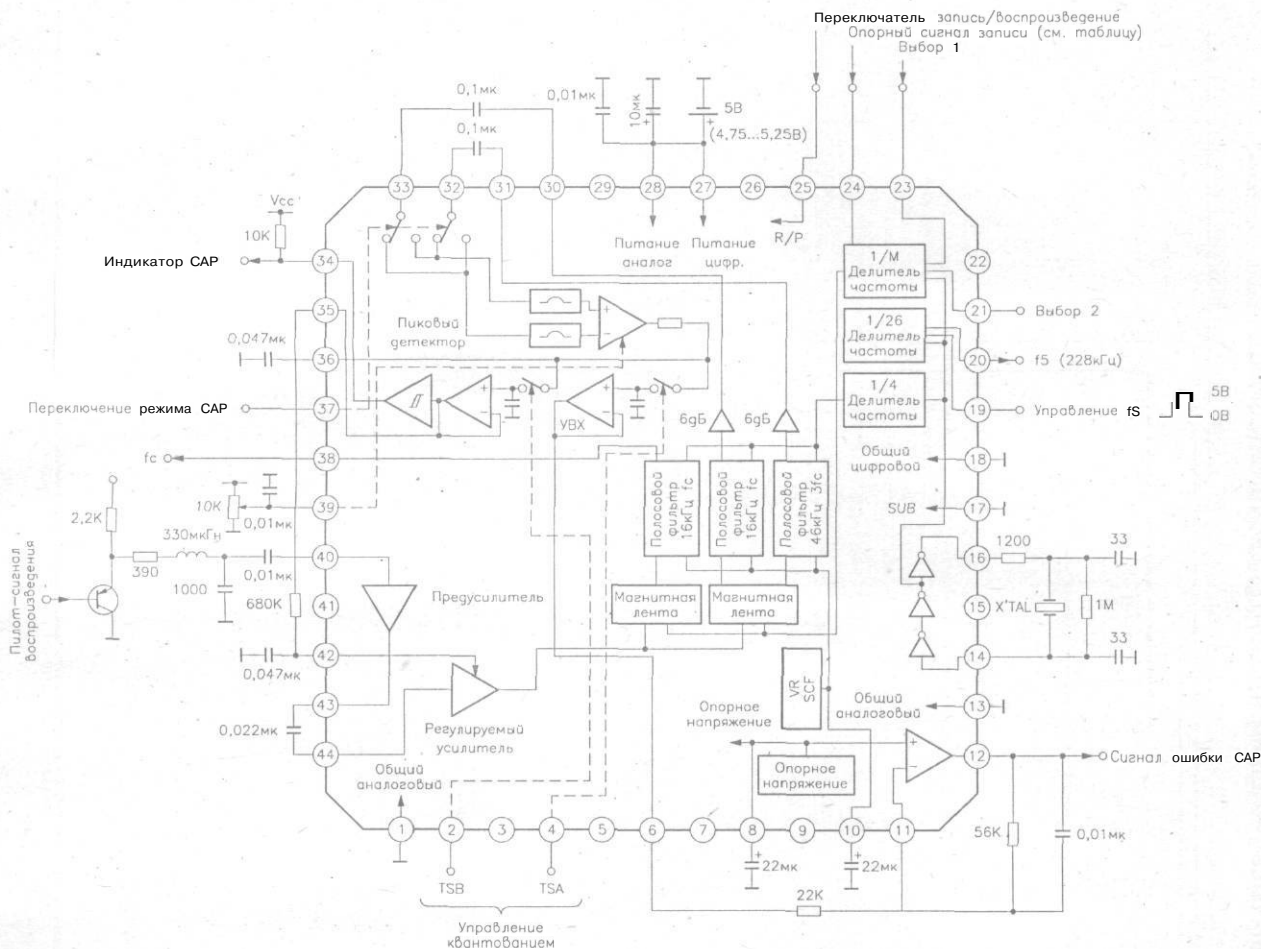 Переключатель запись/воспроизведение
Опорный сигнал записи (см. таблицу)
Выбор 1
0,1мк
0,1мк
0,01мк
10мк
+
5В
+
(4,75...5,25В)
33
32
31
30
29
28
27
26
25
24
23
Vcc
10К
Питание
аналог
Питание
цифр.
R/P
Индикатор САР
34
1/М
Делитель
частоты
22
35
21
Выбор 2
Пиковый
детектор
+
−
1/26
Делитель
частоты
0,047мк
36
20
f5 (228кГц)
1/4
Делитель
частоты
Переключение режима САР
37
+
−
+
−
УВХ
6дБ
6дБ
19
Управление fS
5В
0В
fc
38
Общий
цифровой
18
Полосовой
фильтр
16кГц fc
Полосовой
фильтр
16кГц fc
Полосовой
фильтр
46кГц 3fc
10К
0,01мк
39
SUB
17
2,2К
330мкГн
390
1000
0,01мк
40
16
1200
33
Пилот-сигнал
воспроизведения
680К
41
Предусилитель
Магнитная
лента
Магнитная
лента
15
X'TAL
1М
0,047мк
42
14
33
VR
SCF
43
Общий
аналоговый
13
0,022мк
Регулируемый
усилитель
Опорное
напряжение
44
+
−
12
Сигнал ошибки САР
Общий
аналоговый
Опорное
напряжение
1
2
3
4
5
6
7
8
9
10
11
56К
0,01мк
+
22мк
+
22мк
TSB
TSA
22К
Управление
квантованием